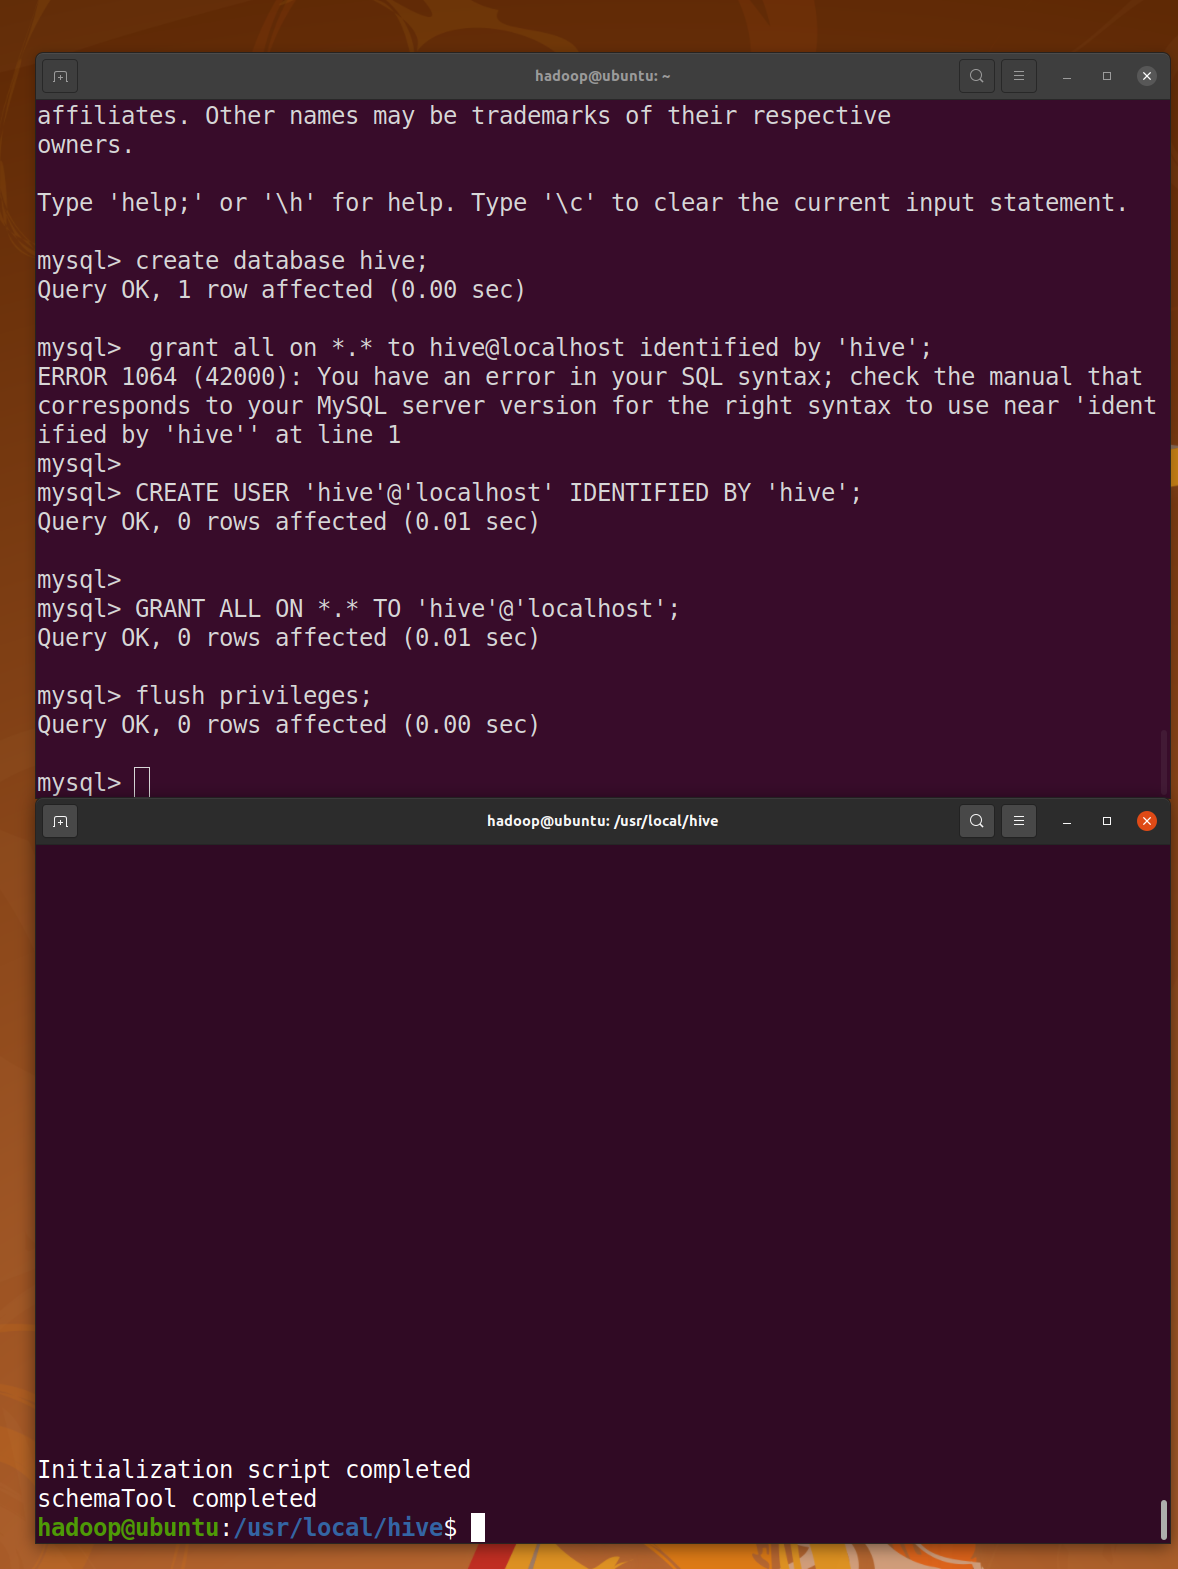 hadoop@ubuntu: ~
affiliates. Other names may be trademarks of their respective
owners.
Type 'help;' or '\h' for help. Type '\c' to clear the current input statement.
mysql> create database hive;
Query OK, 1 row affected (0.00 sec)
mysql>  grant all on *.* to hive@localhost identified by 'hive';
ERROR 1064 (42000): You have an error in your SQL syntax; check the manual that
corresponds to your MySQL server version for the right syntax to use near 'ident
ified by 'hive'' at line 1
mysql>
mysql> CREATE USER 'hive'@'localhost' IDENTIFIED BY 'hive';
Query OK, 0 rows affected (0.01 sec)
mysql>
mysql> GRANT ALL ON *.* TO 'hive'@'localhost';
Query OK, 0 rows affected (0.01 sec)
mysql> flush privileges;
Query OK, 0 rows affected (0.00 sec)
mysql>
hadoop@ubuntu: /usr/local/hive
Initialization script completed
schemaTool completed
hadoop@ubuntu:/usr/local/hive$